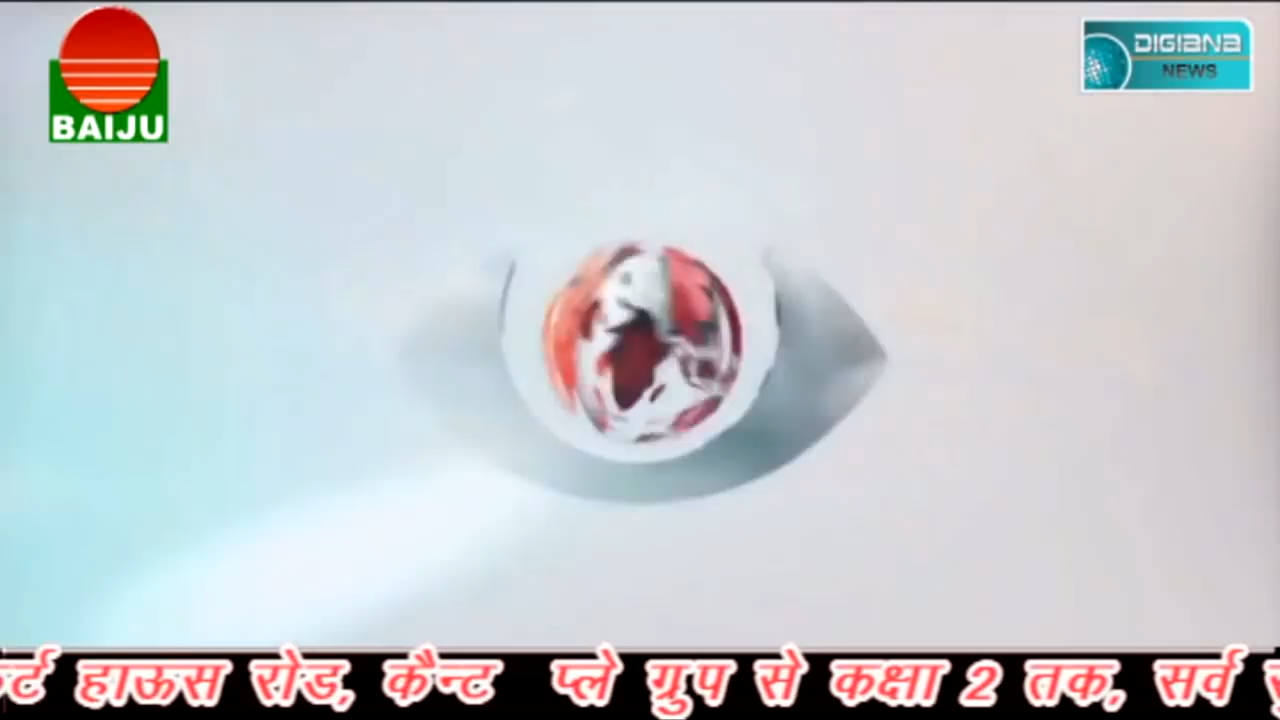 BAIJU
DIGIANA
NEWS
हाऊस रोड, कैन्ट प्ले ग्रुप से कक्षा 2 तक, सर्व